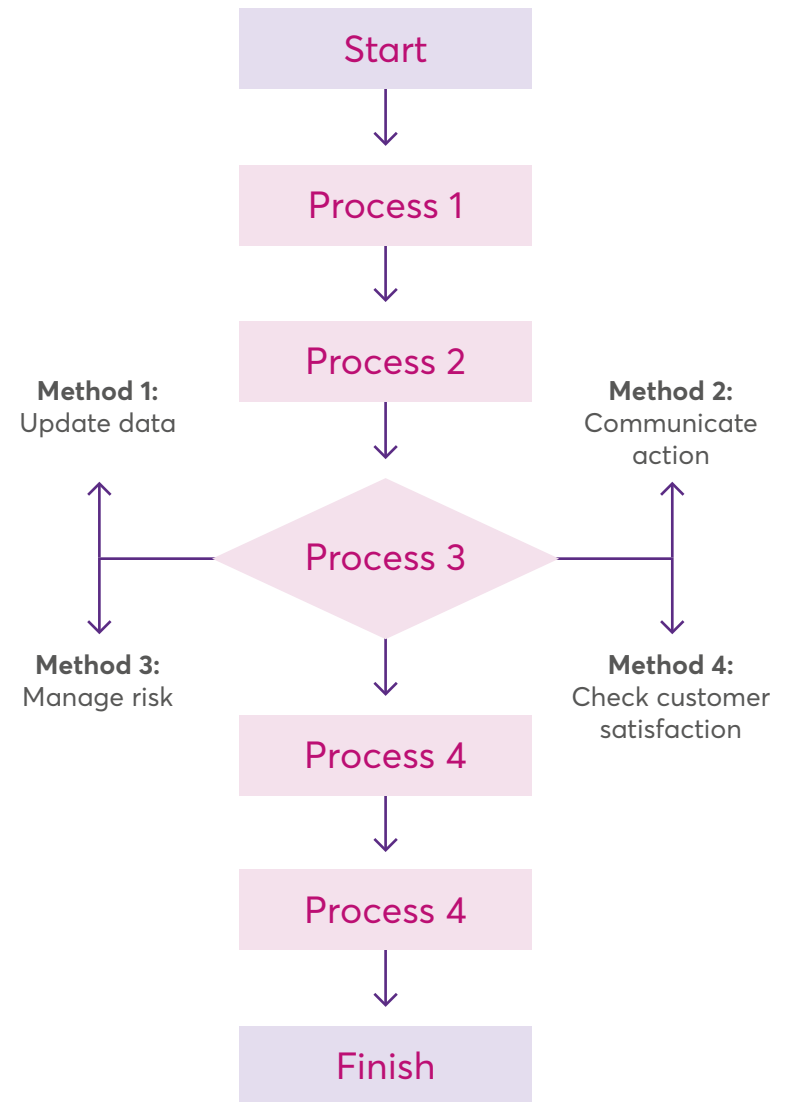 Start
Process 1
Process 2
Method 1:
Update data
Method 2:
Communicate
action
Process 3
Method 3:
Manage risk
Method 4:
Check customer
satisfaction
Process 4
Process 4
Finish